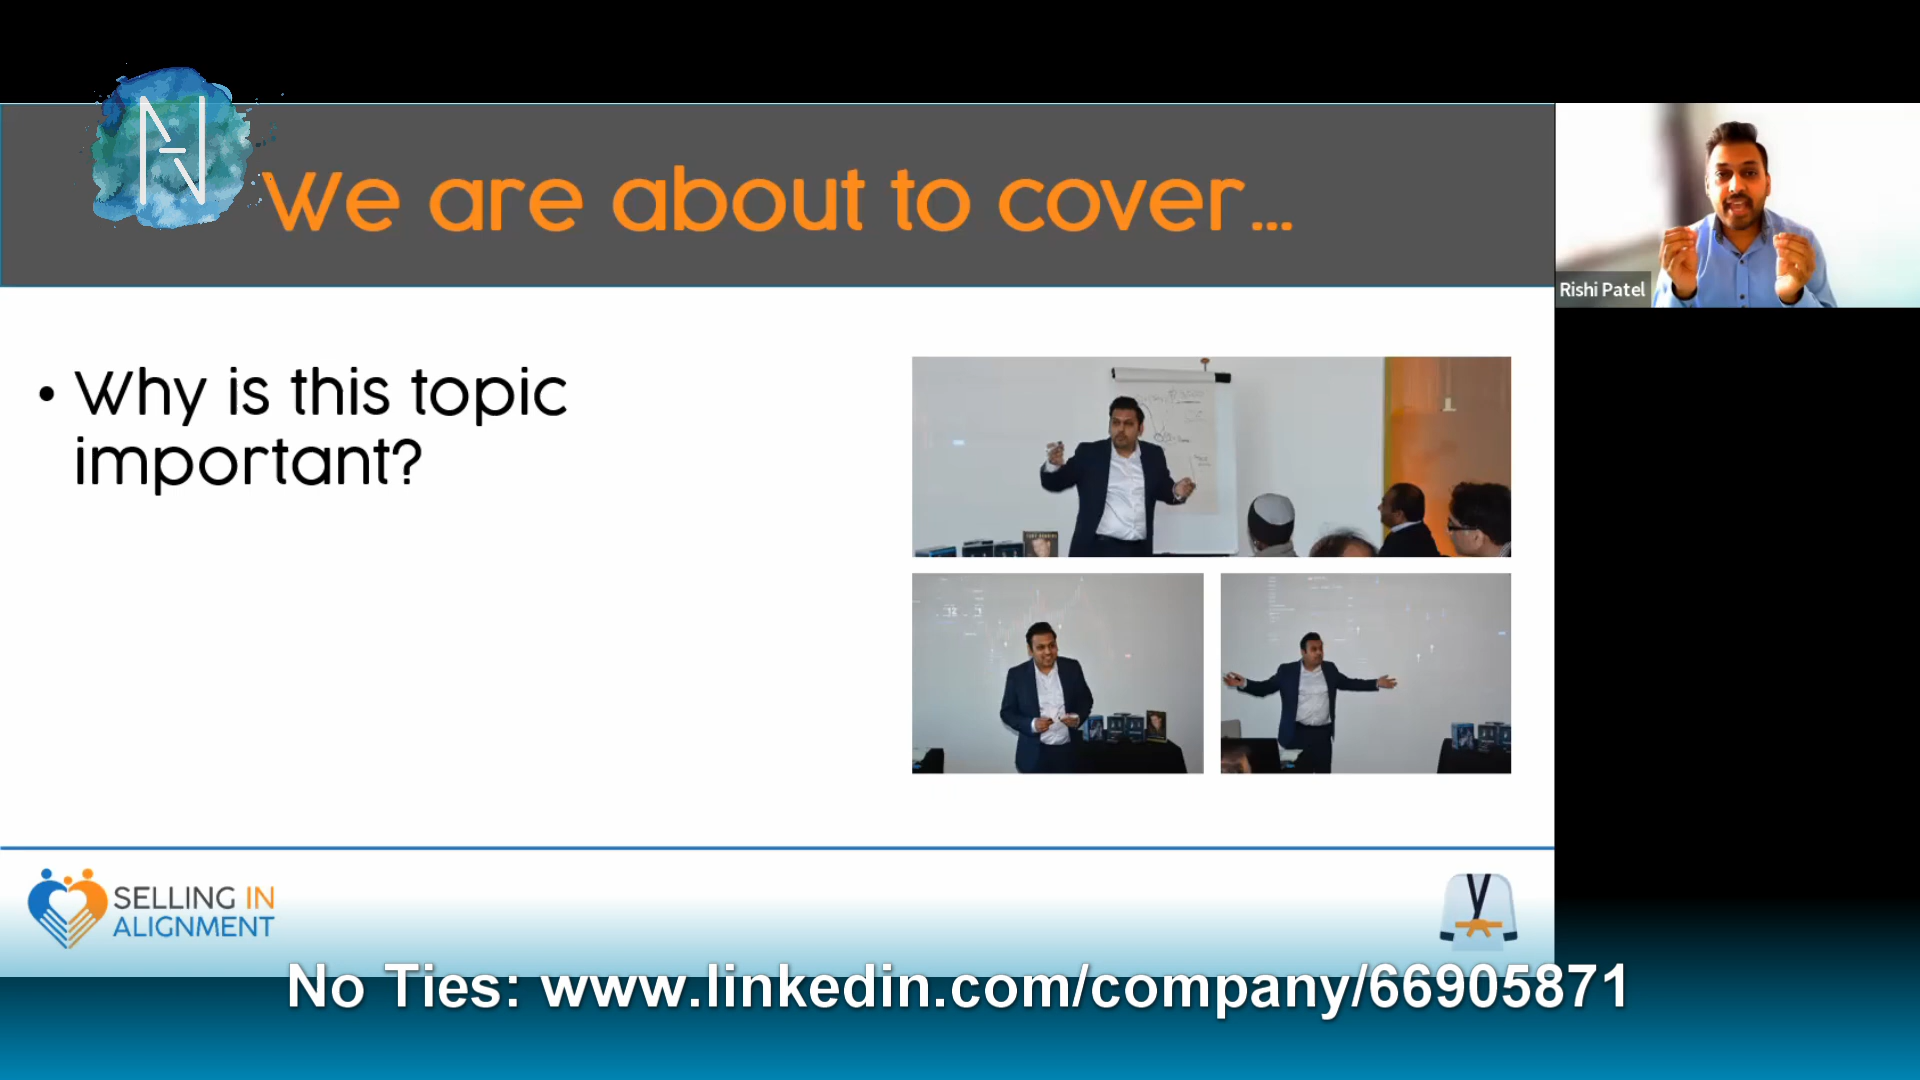 N
We are about to cover...
Rishi Patel
• Why is this topic
important?
SELLING IN
ALIGNMENT
No Ties: www.linkedin.com/company/66905871